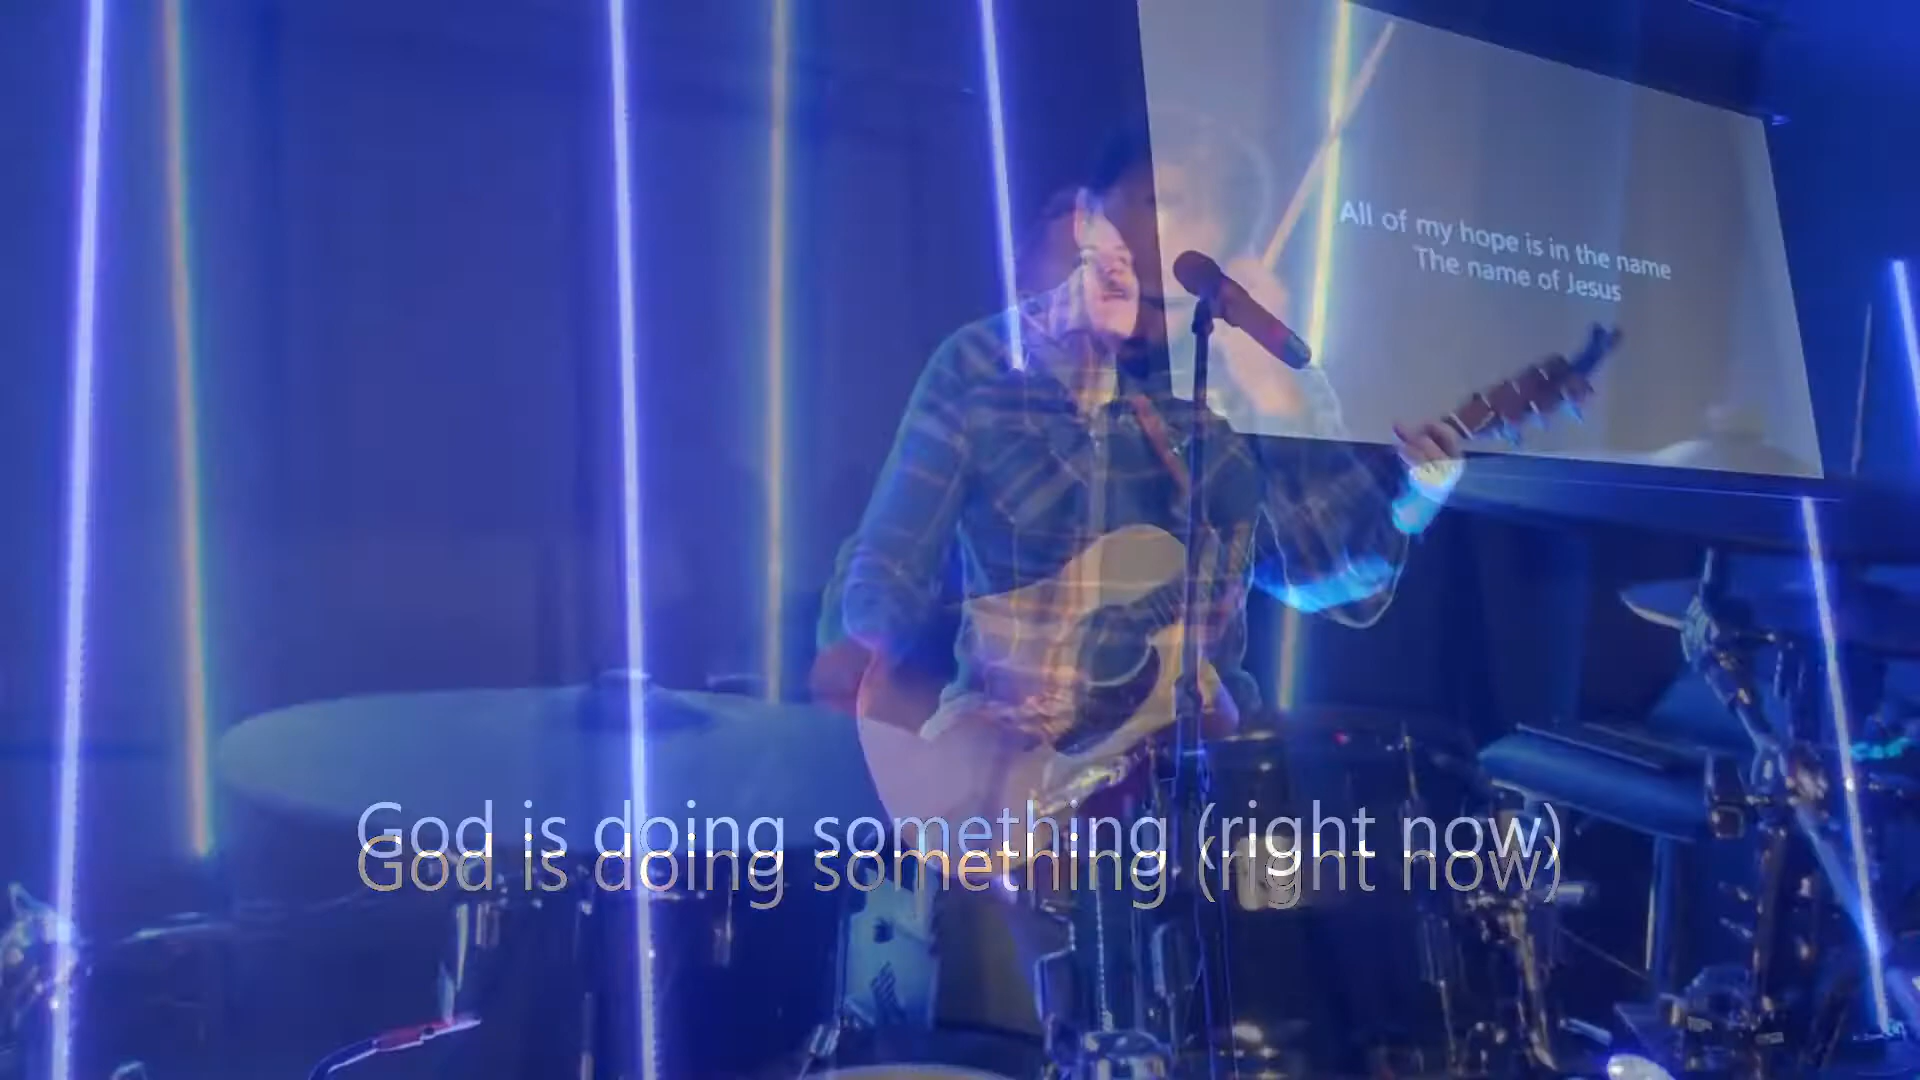 All of my hope is in the name
The name of Jesus
God is doing something (right now)
God is doing something (right now)